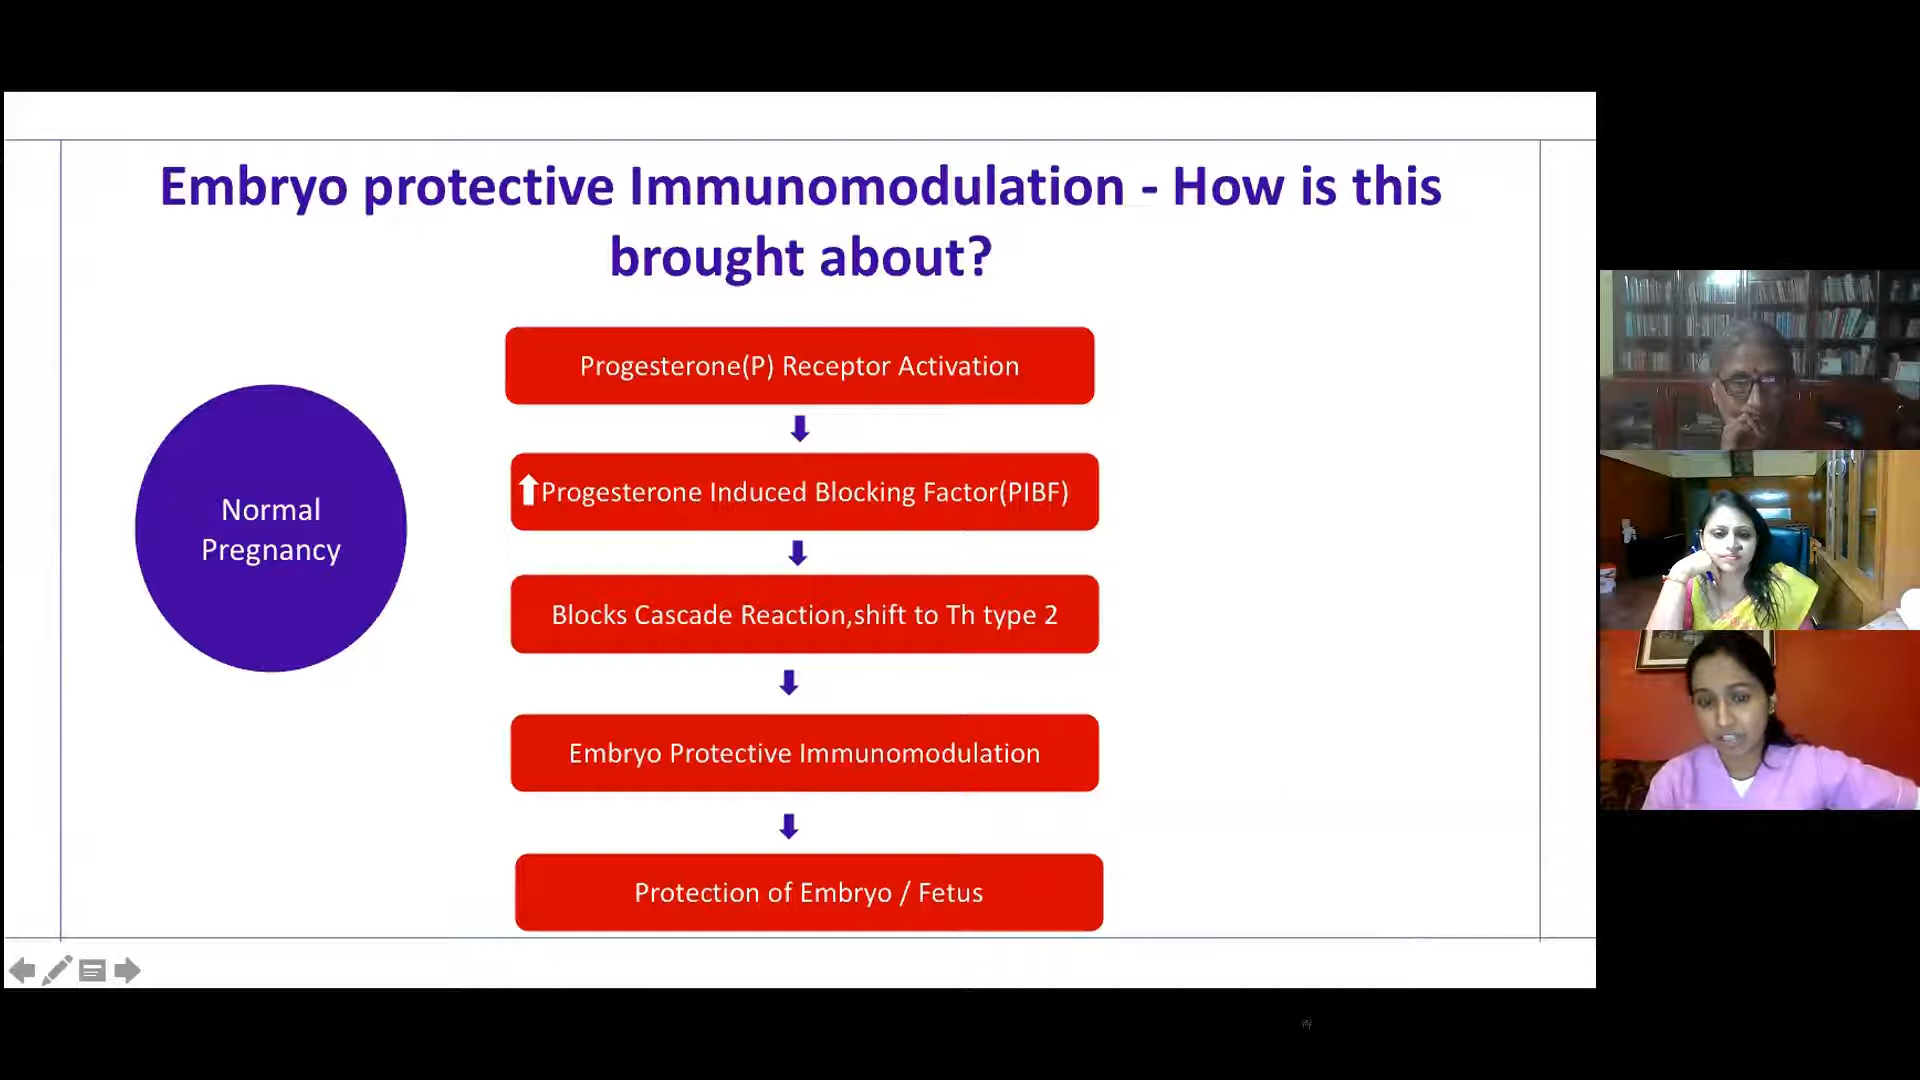 Embryo protective Immunomodulation - How is this
brought about?
Progesterone(P) Receptor Activation
Progesterone Induced Blocking Factor(PIBF)
Normal
Pregnancy
Blocks Cascade Reaction,shift to Th type 2
Embryo Protective Immunomodulation
Protection of Embryo / Fetus